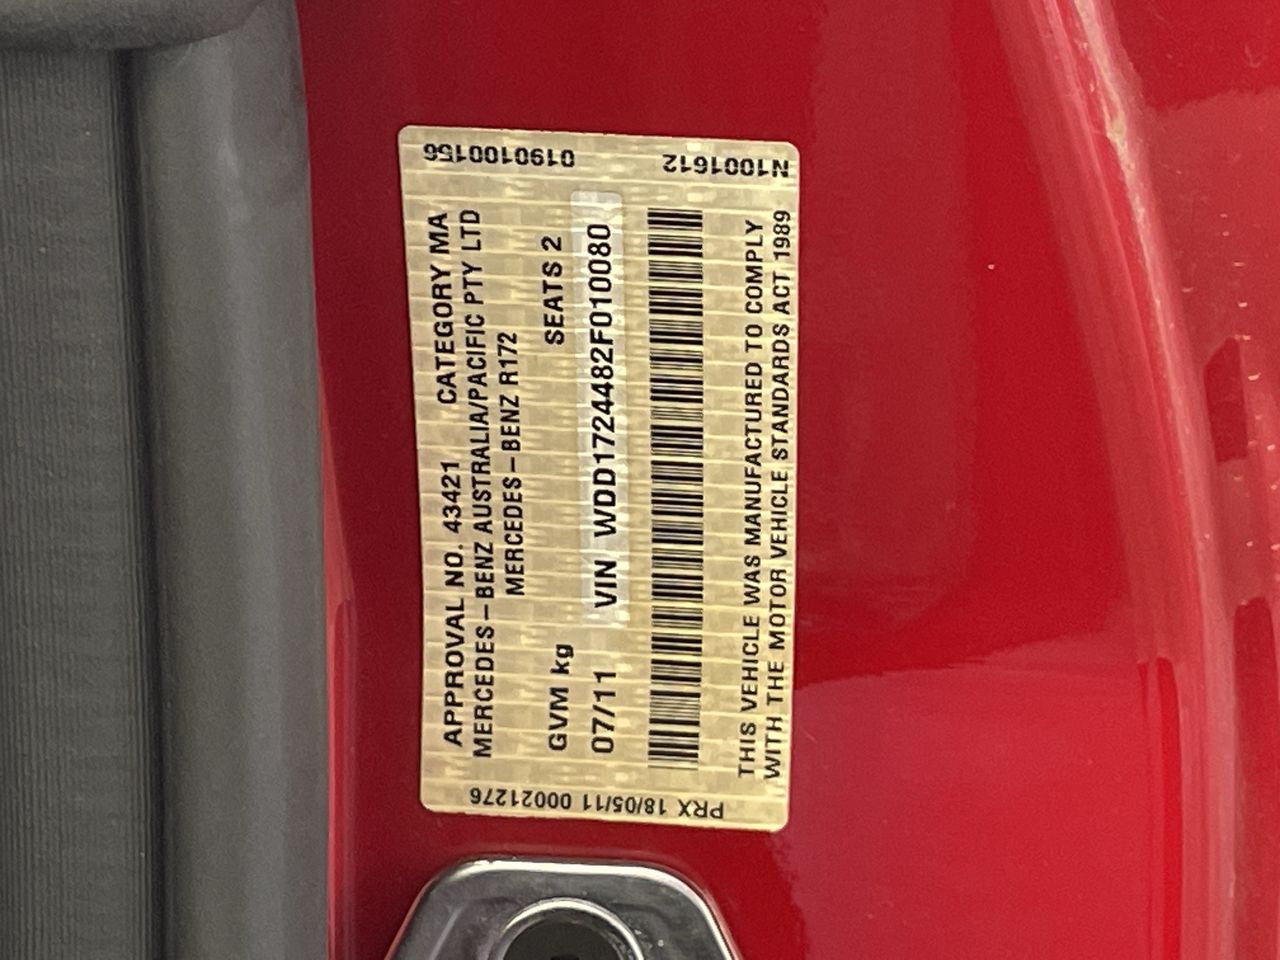 APPROVAL NO. 43421 CATEGORY MA
MERCEDES-BENZ AUSTRALIA/PACIFIC PTY LTD
MERCEDES-BENZ R172
GVM kg SEATS 2
07/11 VIN WDD1724482F010080
THIS VEHICLE WAS MANUFACTURED TO COMPLY
WITH THE MOTOR VEHICLE STANDARDS ACT 1989
0190100156
N1001612
PRX 18/05/11 00021276